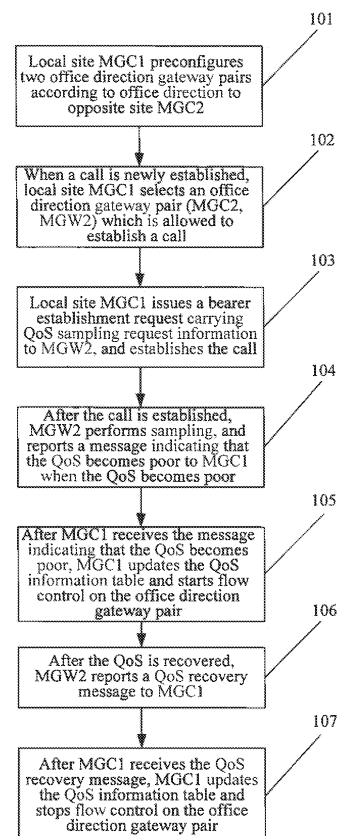 101
Local site MGC1 preconfigures
two office direction gateway pairs
according to office direction to
opposite site MGC2
102
When a call is newly established,
local site MGC1 selects an office
direction gateway pair (MGC2,
MGW2) which is allowed to
establish a call
103
Local site MGC1 issues a bearer
establishment request carrying
QoS sampling request information
to MGW2, and establishes the call
104
After the call is established,
MGW2 performs sampling, and
reports a message indicating that
the QoS becomes poor to MGC1
when the QoS becomes poor
105
After MGC1 receives the message
indicating that the QoS becomes
poor, MGC1 updates the QoS
information table and starts flow
control on the office direction
gateway pair
106
After the QoS is recovered,
MGW2 reports a QoS recovery
message to MGC1
107
After MGC1 receives the QoS
recovery message, MGC1 updates
the QoS information table and
stops flow control on the office
direction gateway pair